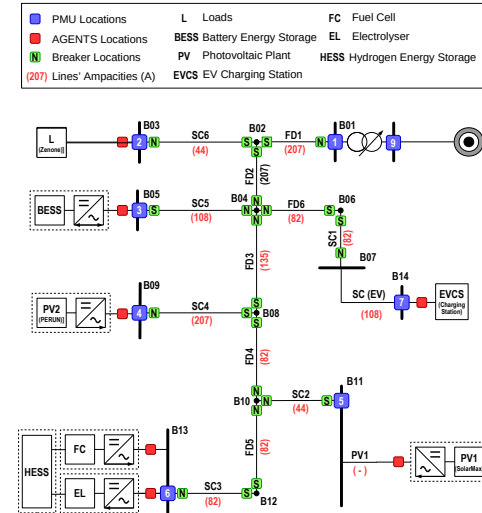 PMU Locations L Loads FC Fuel Cell
AGENTS Locations BESS Battery Energy Storage EL Electrolyser
N Breaker Locations PV Photovoltaic Plant HESS Hydrogen Energy Storage
(207) Lines' Ampacities (A) EVCS EV Charging Station
B03 B02 B01
L
(Zenone)]
2 N SC6 S S FD1 N 1 9
(44) S (207)
FD2 (207)
B05 B04 B06
BESS 3 S SC5 N N N FD6 S
(108) N (82) S
SC1 (82)
N
B07
FD3 (135)
B14
B09
SC (EV) 7 EVCS
(Charging
Station)
(108)
PV2
(PERUN)]
4 N SC4 S S B08
(207) S
FD4 (82)
B11
B10 N N SC2 S 5
N (44)
FD5 (82)
B13
HESS FC
PV1
(-)
PV1
(SolarMax)
EL 6 N SC3 S S
(82) B12